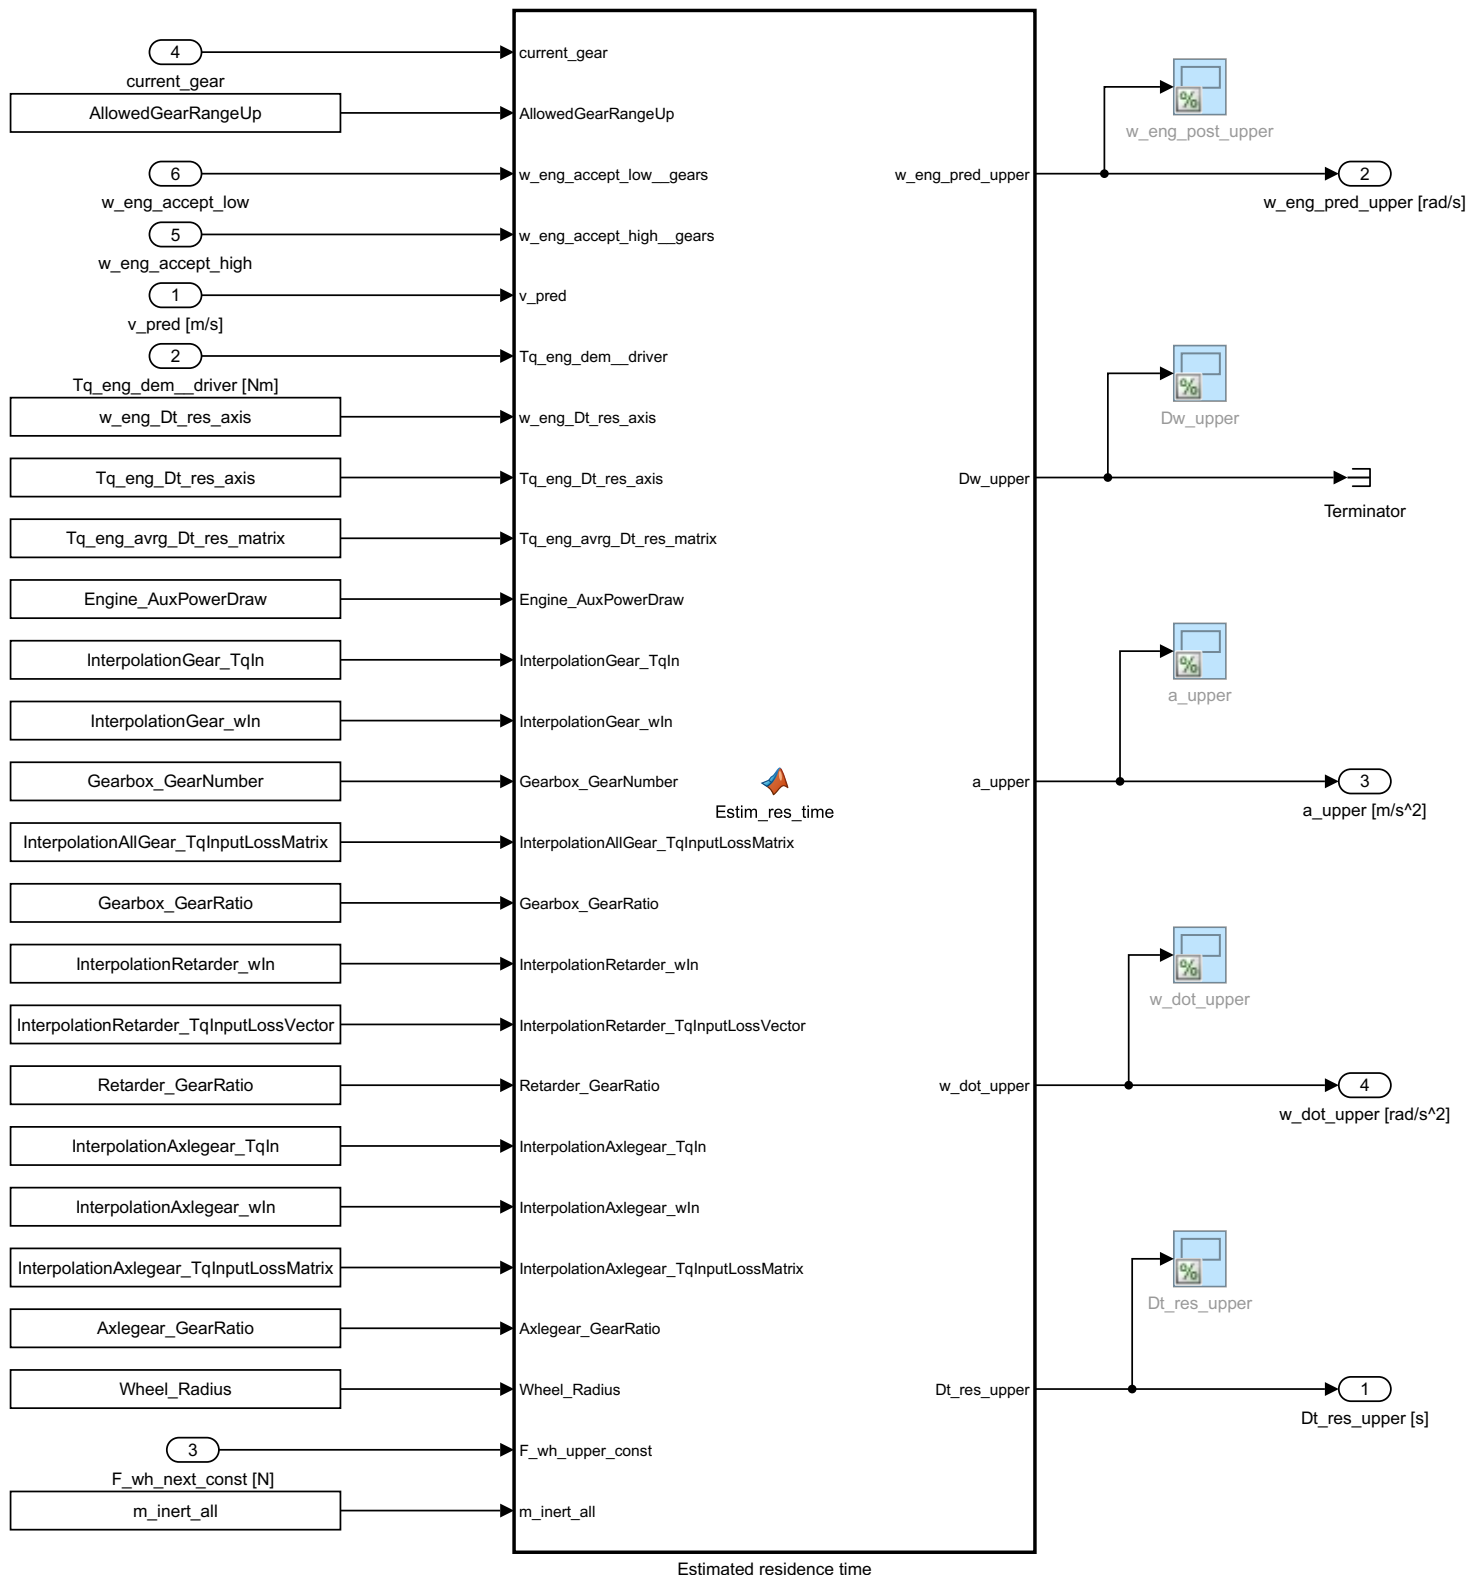 4
current_gear
current_gear
AllowedGearRangeUp
AllowedGearRangeUp
w_eng_post_upper
6
w_eng_accept_low
w_eng_accept_low__gears
w_eng_pred_upper
2
w_eng_pred_upper [rad/s]
5
w_eng_accept_high
w_eng_accept_high__gears
1
v_pred [m/s]
v_pred
2
Tq_eng_dem__driver [Nm]
Tq_eng_dem__driver
w_eng_Dt_res_axis
w_eng_Dt_res_axis
Dw_upper
Tq_eng_Dt_res_axis
Tq_eng_Dt_res_axis
Dw_upper
Terminator
Tq_eng_avrg_Dt_res_matrix
Tq_eng_avrg_Dt_res_matrix
Engine_AuxPowerDraw
Engine_AuxPowerDraw
InterpolationGear_TqIn
InterpolationGear_TqIn
a_upper
InterpolationGear_wIn
InterpolationGear_wIn
Gearbox_GearNumber
Gearbox_GearNumber
Estim_res_time
a_upper
3
a_upper [m/s^2]
InterpolationAllGear_TqInputLossMatrix
InterpolationAllGear_TqInputLossMatrix
Gearbox_GearRatio
Gearbox_GearRatio
InterpolationRetarder_wIn
InterpolationRetarder_wIn
w_dot_upper
InterpolationRetarder_TqInputLossVector
InterpolationRetarder_TqInputLossVector
Retarder_GearRatio
Retarder_GearRatio
w_dot_upper
4
w_dot_upper [rad/s^2]
InterpolationAxlegear_TqIn
InterpolationAxlegear_TqIn
InterpolationAxlegear_wIn
InterpolationAxlegear_wIn
InterpolationAxlegear_TqInputLossMatrix
InterpolationAxlegear_TqInputLossMatrix
Dt_res_upper
Axlegear_GearRatio
Axlegear_GearRatio
Wheel_Radius
Wheel_Radius
Dt_res_upper
1
Dt_res_upper [s]
3
F_wh_next_const [N]
F_wh_upper_const
m_inert_all
m_inert_all
Estimated residence time